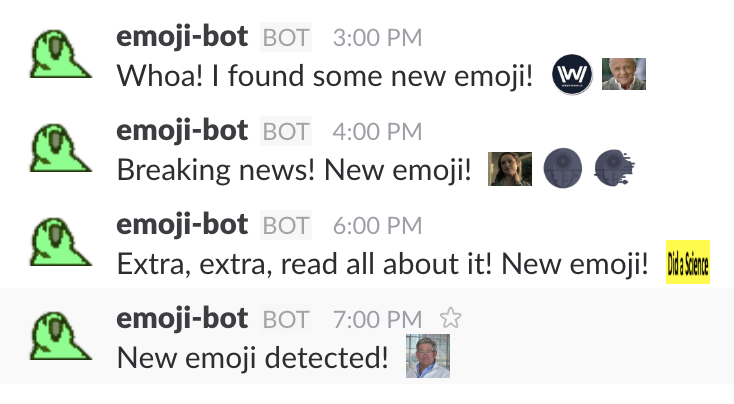 emoji-bot BOT 3:00 PM
Whoa! I found some new emoji!
emoji-bot BOT 4:00 PM
Breaking news! New emoji!
emoji-bot BOT 6:00 PM
Extra, extra, read all about it! New emoji! Did a Science
emoji-bot BOT 7:00 PM
New emoji detected!